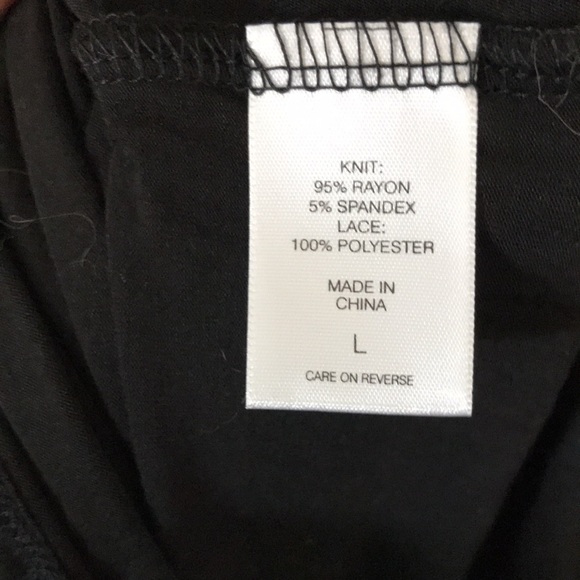 KNIT:
95% RAYON
5% SPANDEX
LACE:
100% POLYESTER
MADE IN
CHINA
L
CARE ON REVERSE